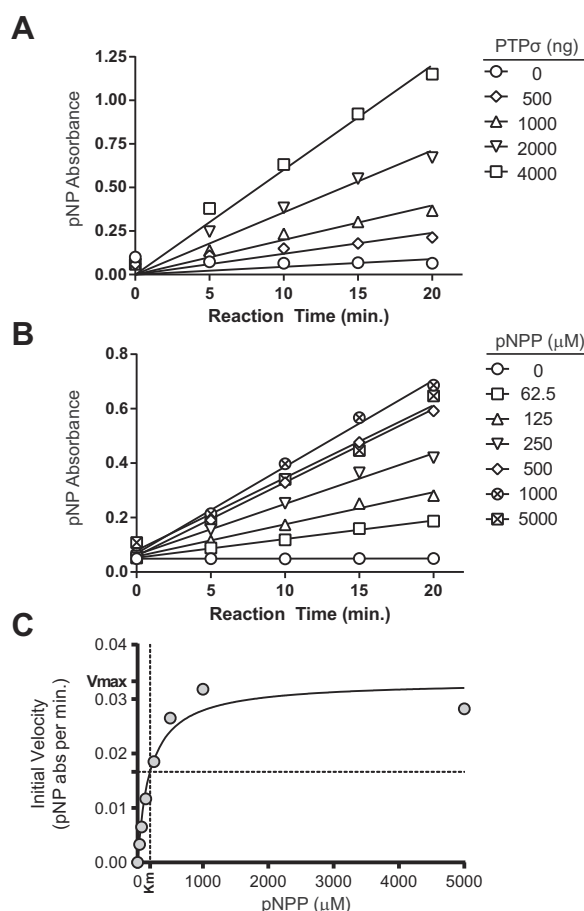 A
PTPσ (ng)
0
500
1000
2000
4000
pNP Absorbance
1.25
1.00
0.75
0.50
0.25
0.00
0 5 10 15 20
Reaction Time (min.)
B
pNPP (μM)
0
62.5
125
250
500
1000
5000
pNP Absorbance
0.8
0.6
0.4
0.2
0.0
0 5 10 15 20
Reaction Time (min.)
C
Initial Velocity
(pNP abs per min.)
0.04
Vmax
0.03
0.02
0.01
0.00
0 Km 1000 2000 3000 4000 5000
pNPP (μM)